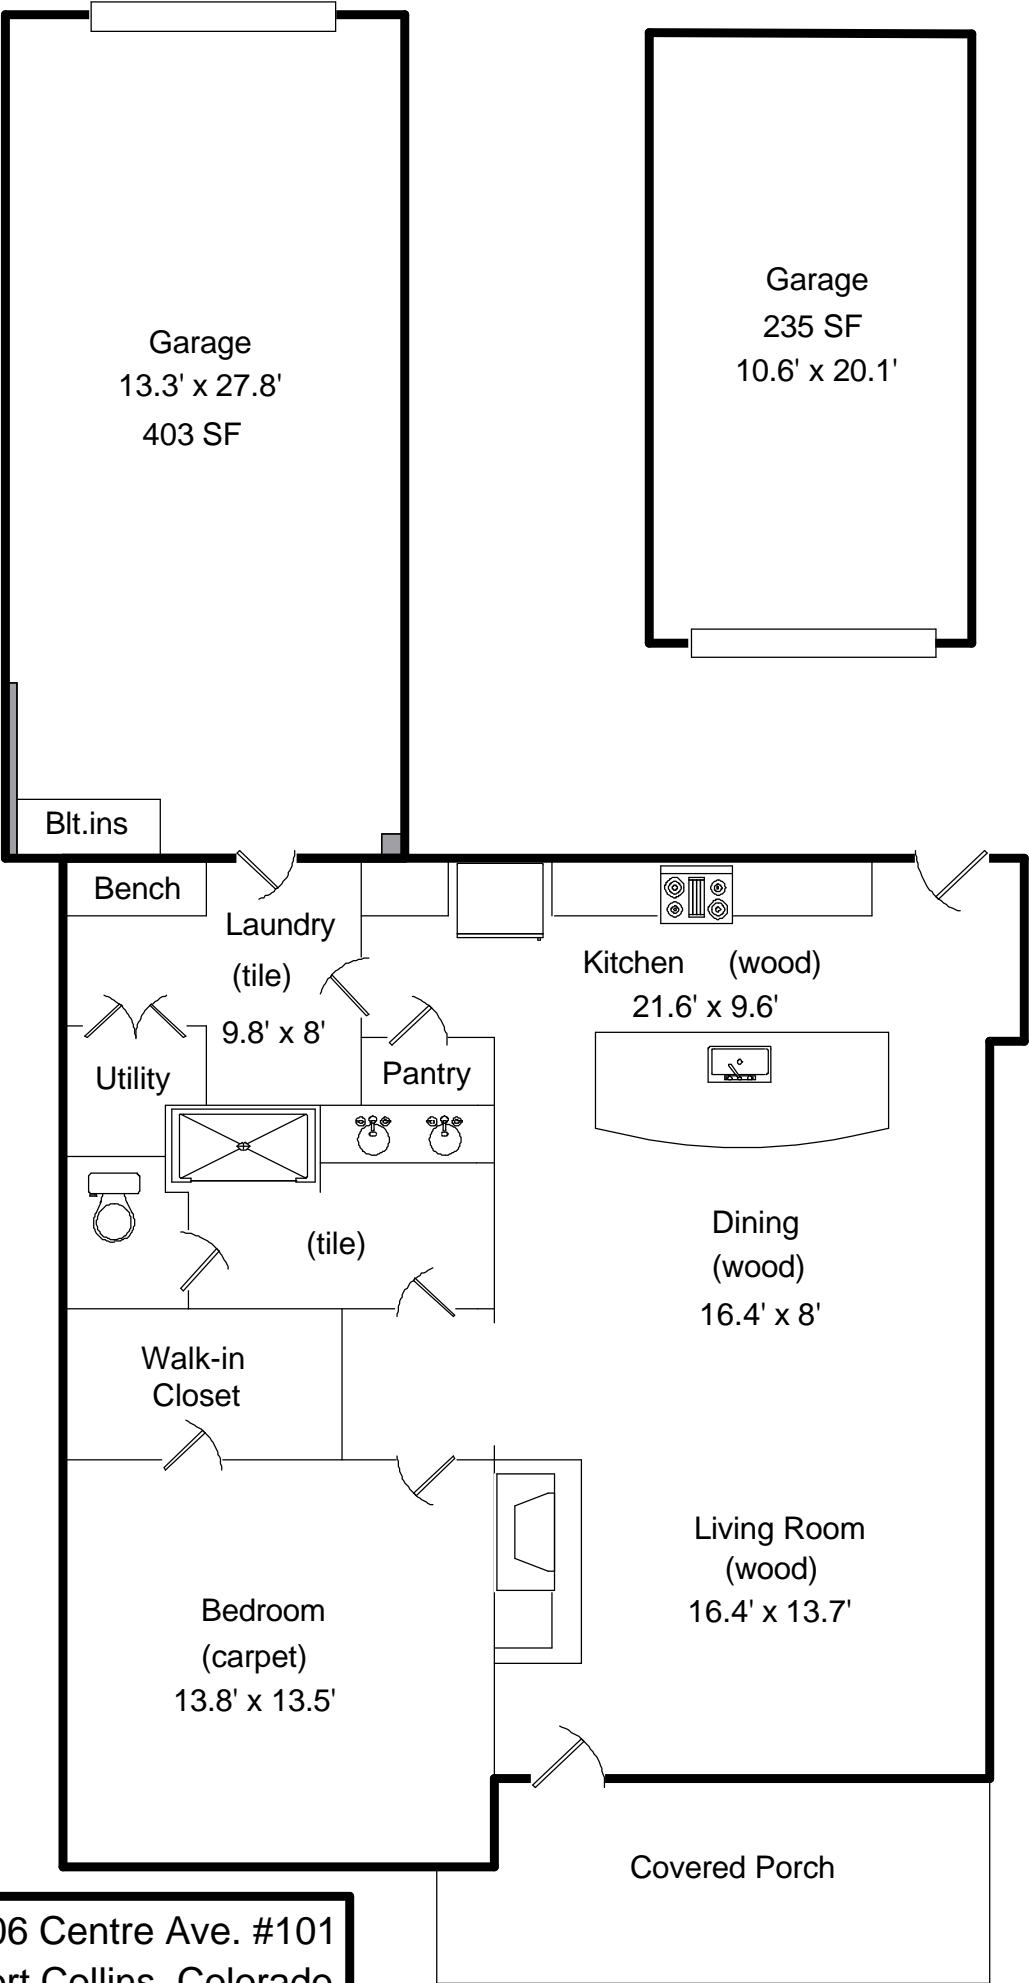 Garage
13.3' x 27.8'
403 SF
Garage
235 SF
10.6' x 20.1'
Blt.ins
Bench
Laundry
(tile)
9.8' x 8'
Kitchen (wood)
21.6' x 9.6'
Utility
Pantry
(tile)
Dining
(wood)
16.4' x 8'
Walk-in
Closet
Living Room
(wood)
16.4' x 13.7'
Bedroom
(carpet)
13.8' x 13.5'
Covered Porch
Centre Ave. #101
Collins, Colorado